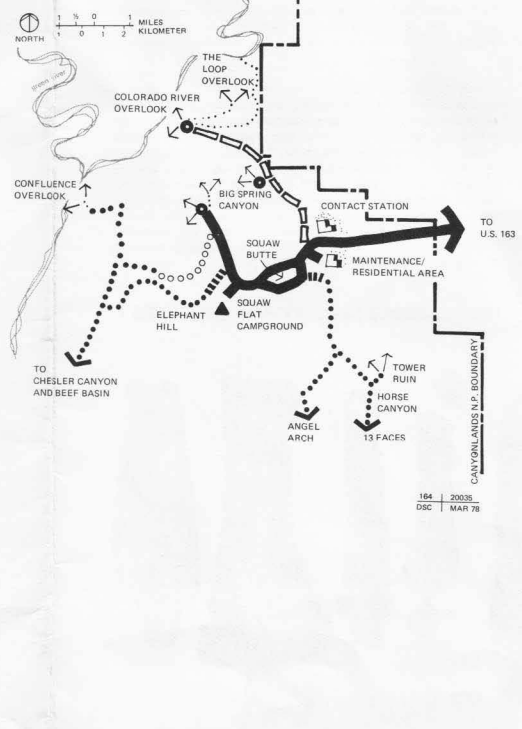 ½ 0 1 MILES
1 0 1 2 KILOMETER
NORTH
green river
THE
LOOP
OVERLOOK
COLORADO RIVER
OVERLOOK
CONFLUENCE
OVERLOOK
BIG SPRING
CANYON
CONTACT STATION
TO
U.S. 163
SQUAW
BUTTE
MAINTENANCE/
RESIDENTIAL AREA
ELEPHANT
HILL
SQUAW
FLAT
CAMPGROUND
TO
CHESLER CANYON
AND BEEF BASIN
TOWER
RUIN
HORSE
CANYON
ANGEL
ARCH
13 FACES
CANYONLANDS N.P. BOUNDARY
164 20035
DSC MAR 78